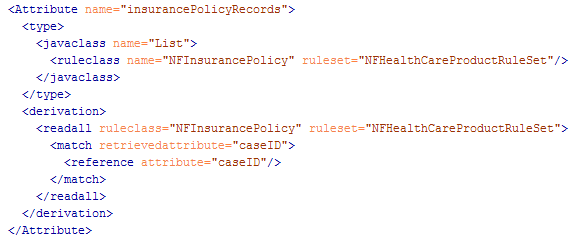 <Attribute name="insurancePolicyRecords">
<type>
<javaclass name="List">
<ruleclass name="NFInsurancePolicy" ruleset="NFHealthCareProductRuleSet"/>
</javaclass>
</type>
<derivation>
<readall ruleclass="NFInsurancePolicy" ruleset="NFHealthCareProductRuleSet">
<match retrievedattribute="caseID">
<reference attribute="caseID"/>
</match>
</readall>
</derivation>
</Attribute>